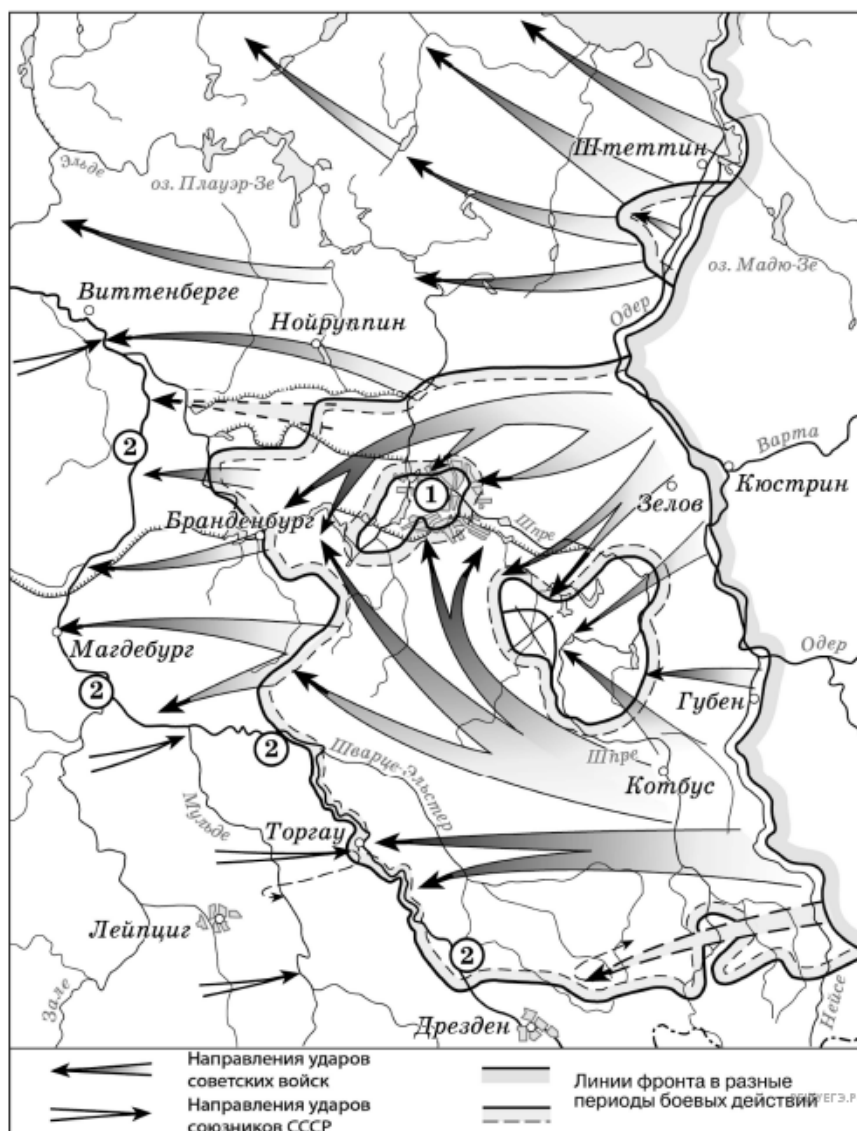 Штеттин
Эльде
оз. Плауэр-Зе
оз. Мадю-Зе
Виттенберге
Одер
Нойруппин
2
Варта
1
Кюстрин
Зелов
Бранденбург
Шпре
Магдебург
Одер
2
Губен
2
Шпре
Шварце-Эльстер
Котбус
Мульде
Торгау
Лейпциг
2
Зале
Нейсе
Дрезден
Направления ударов
советских войск
Направления ударов
союзников СССР
Линии фронта в разные
периоды боевых действий